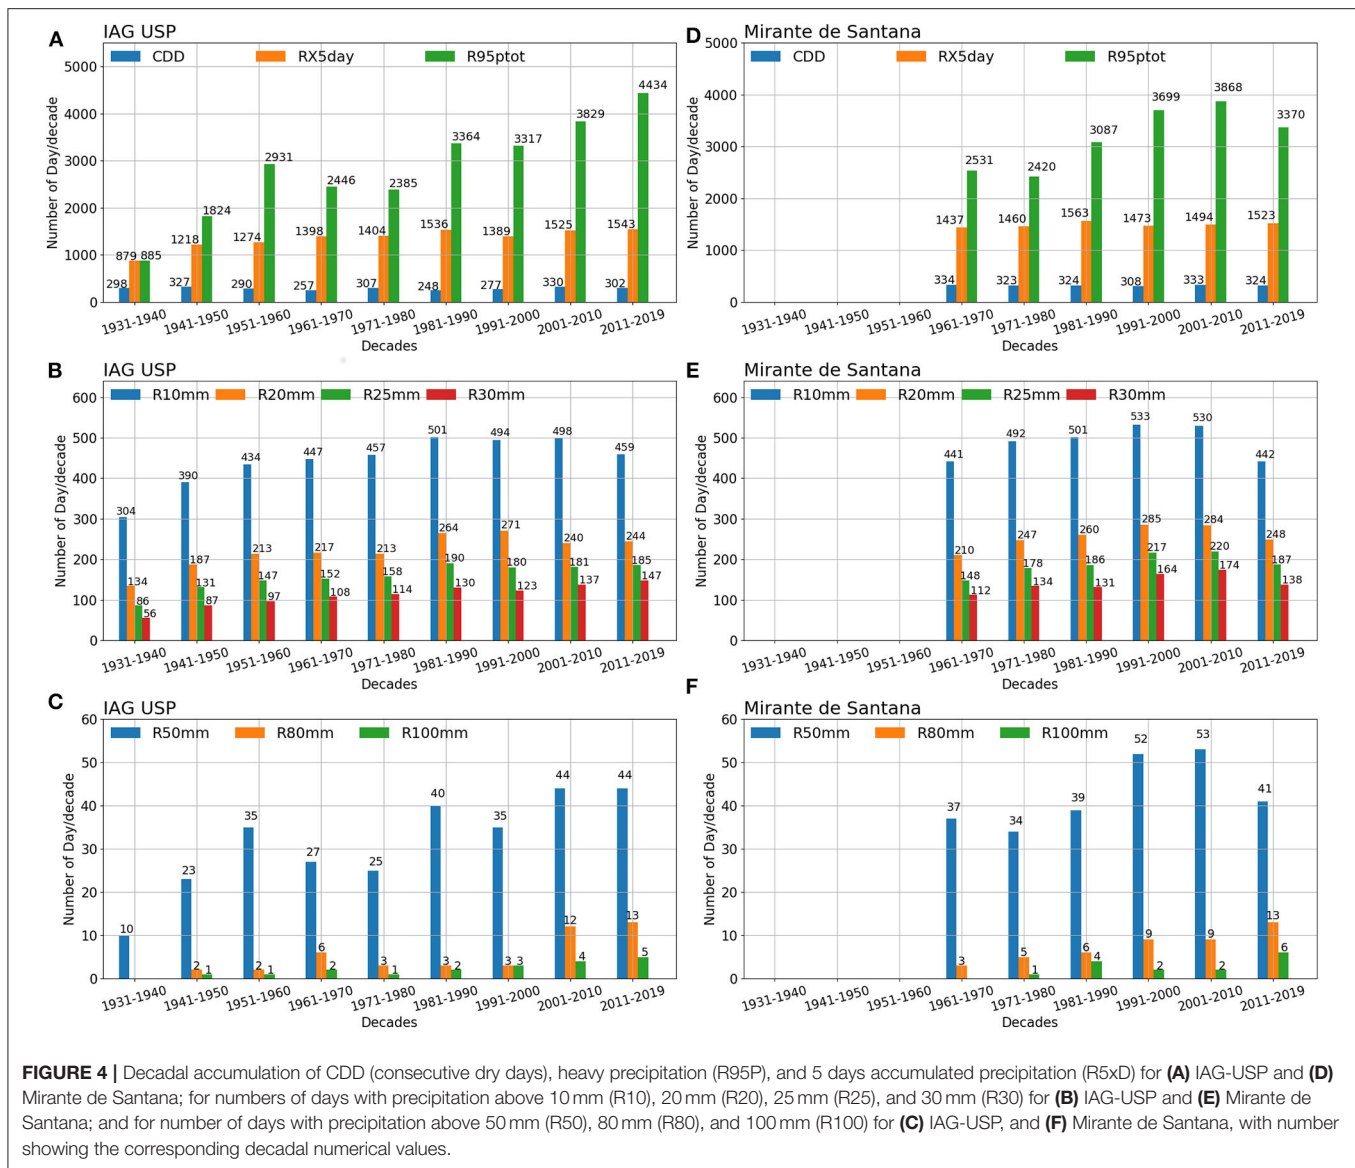 A IAG USP
CDD RX5day R95ptot
Number of Day/decade
5000
4000
3000
2000
1000
0
298 879 885
327 1218 1824
290 1274 2931
257 1398 2446
307 1404 2385
248 1536 3364
277 1389 3317
330 1525 3829
302 1543 4434
1931-1940 1941-1950 1951-1960 1961-1970 1971-1980 1981-1990 1991-2000 2001-2010 2011-2019
Decades
D Mirante de Santana
CDD RX5day R95ptot
Number of Day/decade
5000
4000
3000
2000
1000
0
334 1437 2531
323 1460 2420
324 1563 3087
308 1473 3699
333 1494 3868
324 1523 3370
1931-1940 1941-1950 1951-1960 1961-1970 1971-1980 1981-1990 1991-2000 2001-2010 2011-2019
Decades
B IAG USP
R10mm R20mm R25mm R30mm
Number of Day/decade
600
500
400
300
200
100
0
304 134 86 56
390 187 131 87
434 213 147 97
447 217 152 108
457 213 158 114
501 264 190 130
494 271 180 123
498 240 181 137
459 244 185 147
1931-1940 1941-1950 1951-1960 1961-1970 1971-1980 1981-1990 1991-2000 2001-2010 2011-2019
Decades
E Mirante de Santana
R10mm R20mm R25mm R30mm
Number of Day/decade
600
500
400
300
200
100
0
441 210 148 112
492 247 178 134
501 260 186 131
533 285 217 164
530 284 220 174
442 248 187 138
1931-1940 1941-1950 1951-1960 1961-1970 1971-1980 1981-1990 1991-2000 2001-2010 2011-2019
Decades
C IAG USP
R50mm R80mm R100mm
Number of Day/decade
60
50
40
30
20
10
0
10
23 2 1
35 2 1
27 6 2
25 3 1
40 3 2
35 3 3
44 12 4
44 13 5
1931-1940 1941-1950 1951-1960 1961-1970 1971-1980 1981-1990 1991-2000 2001-2010 2011-2019
Decades
F Mirante de Santana
R50mm R80mm R100mm
Number of Day/decade
60
50
40
30
20
10
0
37 3
34 5 1
39 6 4
52 9 2
53 9 2
41 13 6
1931-1940 1941-1950 1951-1960 1961-1970 1971-1980 1981-1990 1991-2000 2001-2010 2011-2019
Decades
FIGURE 4 | Decadal accumulation of CDD (consecutive dry days), heavy precipitation (R95P), and 5 days accumulated precipitation (R5xD) for (A) IAG-USP and (D)
Mirante de Santana; for numbers of days with precipitation above 10 mm (R10), 20 mm (R20), 25 mm (R25), and 30 mm (R30) for (B) IAG-USP and (E) Mirante de
Santana; and for number of days with precipitation above 50 mm (R50), 80 mm (R80), and 100 mm (R100) for (C) IAG-USP, and (F) Mirante de Santana, with number
showing the corresponding decadal numerical values.